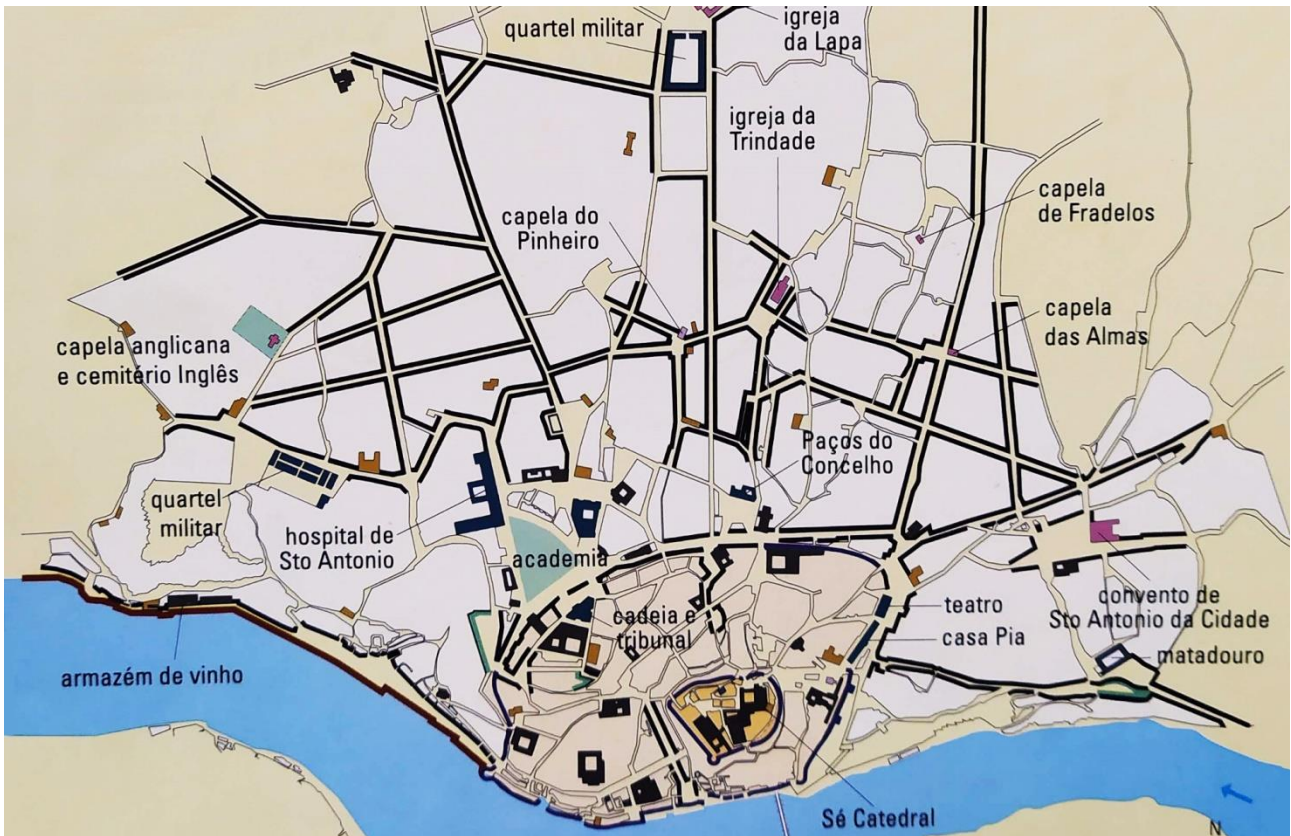 igreja
da Lapa
quartel militar
igreja da
Trindade
capela
de Fradelos
capela do
Pinheiro
capela
das Almas
capela anglicana
e cemitério Inglês
Paços do
Concelho
quartel
militar
hospital de
Sto Antonio
academia
cadeia e
tribunal
teatro
casa Pia
convento de
Sto Antonio da Cidade
matadouro
armazém de vinho
Sé Catedral
N